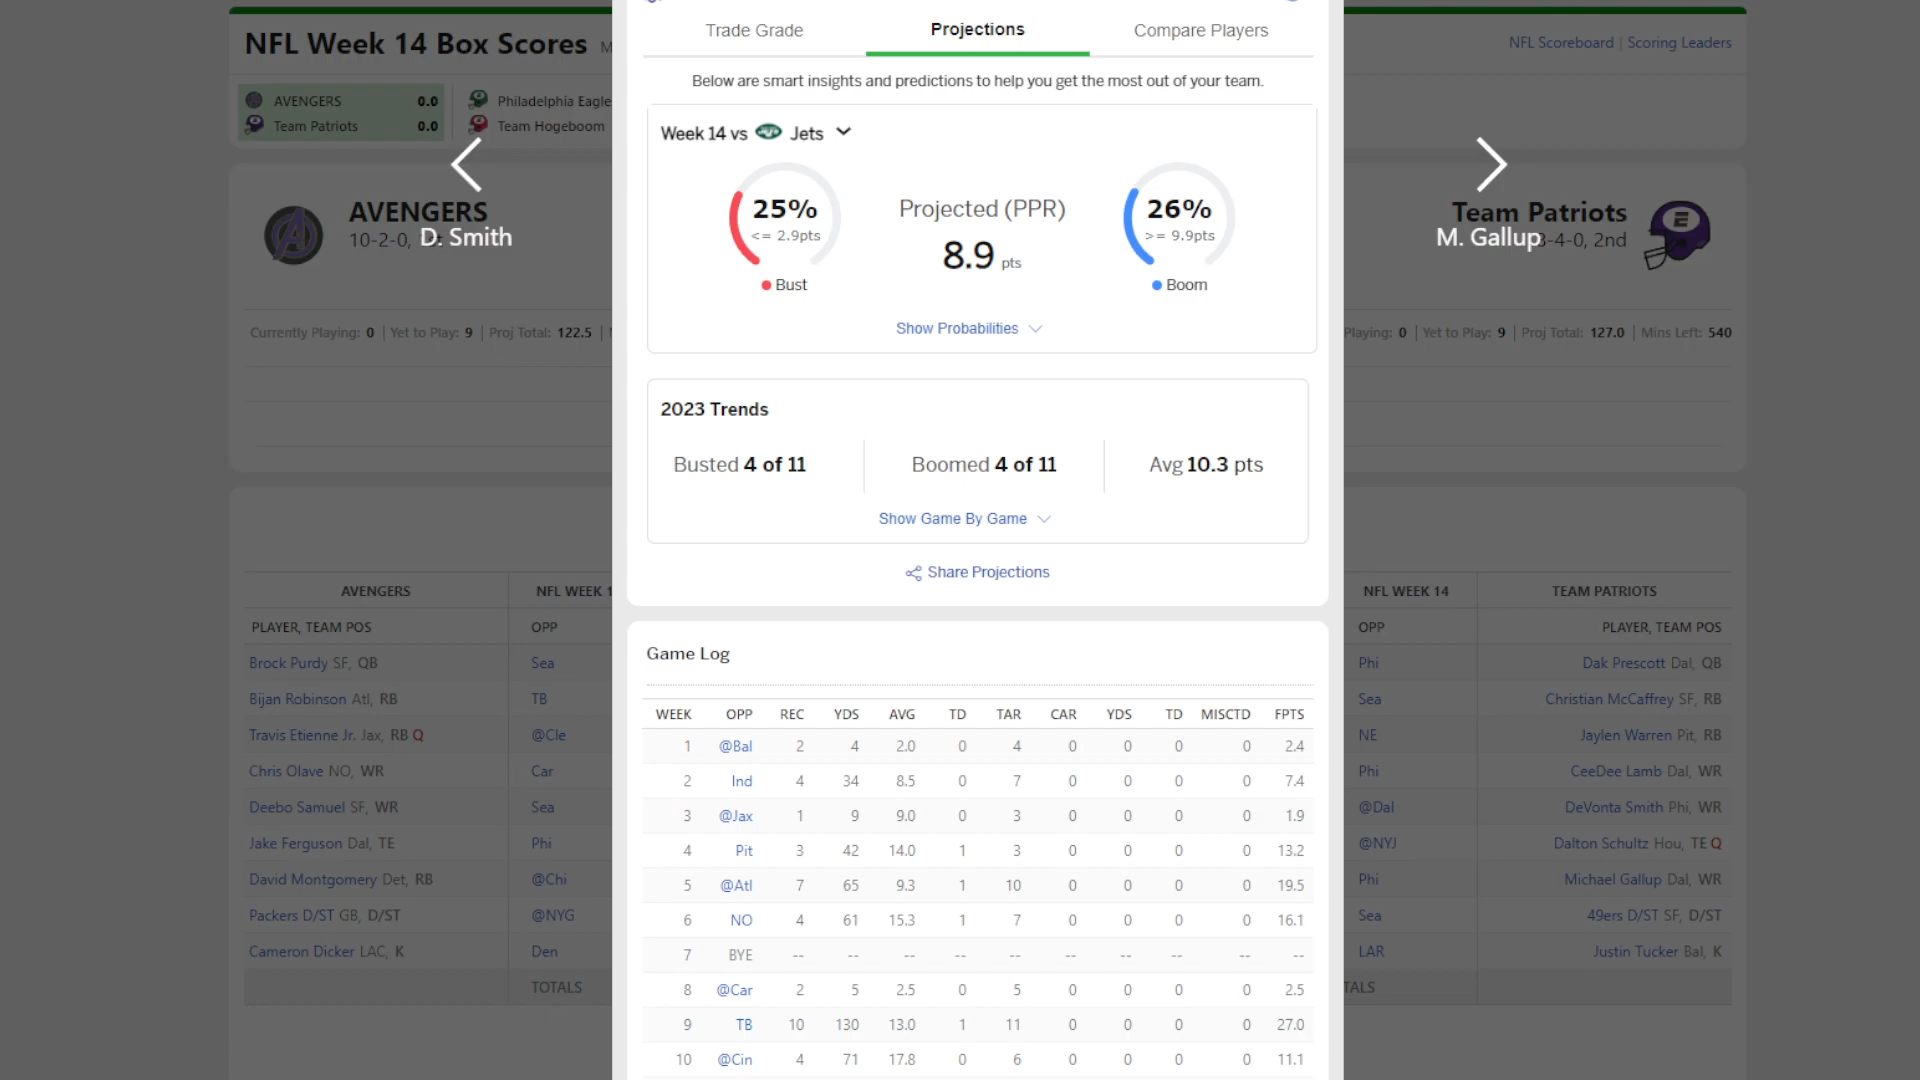 Trade Grade
Projections
Compare Players
NFL Week 14 Box Scores
NFL Scoreboard | Scoring Leaders
Below are smart insights and predictions to help you get the most out of your team.
AVENGERS 0.0
Team Patriots 0.0
Philadelphia Eagle
Team Hogeboom
Week 14 vs Jets
25%
<= 2.9pts
Bust
Projected (PPR)
8.9 pts
26%
>= 9.9pts
Boom
Show Probabilities
AVENGERS
10-2-0,
D. Smith
Team Patriots
-4-0, 2nd
M. Gallup
Currently Playing: 0 | Yet to Play: 9 | Proj Total: 122.5
Playing: 0 | Yet to Play: 9 | Proj Total: 127.0 | Mins Left: 540
2023 Trends
Busted 4 of 11
Boomed 4 of 11
Avg 10.3 pts
Show Game By Game
Share Projections
AVENGERS NFL WEEK 1
PLAYER, TEAM POS OPP
Brock Purdy SF, QB Sea
Bijan Robinson Atl, RB TB
Travis Etienne Jr. Jax, RB Q @Cle
Chris Olave NO, WR Car
Deebo Samuel SF, WR Sea
Jake Ferguson Dal, TE Phi
David Montgomery Det, RB @Chi
Packers D/ST GB, D/ST @NYG
Cameron Dicker LAC, K Den
TOTALS
NFL WEEK 14 TEAM PATRIOTS
OPP PLAYER, TEAM POS
Phi Dak Prescott Dal, QB
Sea Christian McCaffrey SF, RB
NE Jaylen Warren Pit, RB
Phi CeeDee Lamb Dal, WR
@Dal DeVonta Smith Phi, WR
@NYJ Dalton Schultz Hou, TE Q
Phi Michael Gallup Dal, WR
Sea 49ers D/ST SF, D/ST
LAR Justin Tucker Bal, K
TALS
Game Log
WEEK OPP REC YDS AVG TD TAR CAR YDS TD MISCTD FPTS
1 @Bal 2 4 2.0 0 4 0 0 0 0 2.4
2 Ind 4 34 8.5 0 7 0 0 0 0 7.4
3 @Jax 1 9 9.0 0 3 0 0 0 0 1.9
4 Pit 3 42 14.0 1 3 0 0 0 0 13.2
5 @Atl 7 65 9.3 1 10 0 0 0 0 19.5
6 NO 4 61 15.3 1 7 0 0 0 0 16.1
7 BYE -- -- -- -- -- -- -- -- -- --
8 @Car 2 5 2.5 0 5 0 0 0 0 2.5
9 TB 10 130 13.0 1 11 0 0 0 0 27.0
10 @Cin 4 71 17.8 0 6 0 0 0 0 11.1